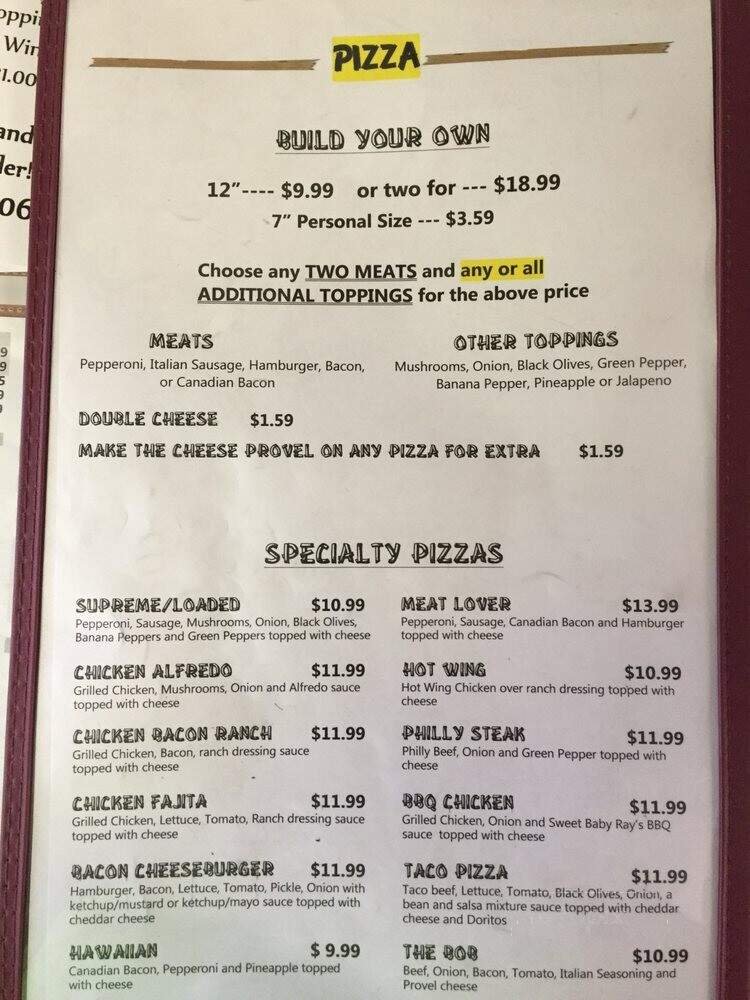 oppi
Win
1.00
and
der!
06
PIZZA
BUILD YOUR OWN
12"---- $9.99 or two for --- $18.99
7" Personal Size --- $3.59
Choose any TWO MEATS and any or all
ADDITIONAL TOPPINGS for the above price
MEATS
Pepperoni, Italian Sausage, Hamburger, Bacon,
or Canadian Bacon
OTHER TOPPINGS
Mushrooms, Onion, Black Olives, Green Pepper,
Banana Pepper, Pineapple or Jalapeno
DOUBLE CHEESE $1.59
MAKE THE CHEESE PROVEL ON ANY PIZZA FOR EXTRA $1.59
SPECIALTY PIZZAS
SUPREME/LOADED $10.99
Pepperoni, Sausage, Mushrooms, Onion, Black Olives,
Banana Peppers and Green Peppers topped with cheese
CHICKEN ALFREDO $11.99
Grilled Chicken, Mushrooms, Onion and Alfredo sauce
topped with cheese
CHICKEN BACON RANCH $11.99
Grilled Chicken, Bacon, ranch dressing sauce
topped with cheese
CHICKEN FAJITA $11.99
Grilled Chicken, Lettuce, Tomato, Ranch dressing sauce
topped with cheese
BACON CHEESEBURGER $11.99
Hamburger, Bacon, Lettuce, Tomato, Pickle, Onion with
ketchup/mustard or ketchup/mayo sauce topped with
cheddar cheese
HAWAIIAN $ 9.99
Canadian Bacon, Pepperoni and Pineapple topped
with cheese
MEAT LOVER $13.99
Pepperoni, Sausage, Canadian Bacon and Hamburger
topped with cheese
HOT WING $10.99
Hot Wing Chicken over ranch dressing topped with
cheese
PHILLY STEAK $11.99
Philly Beef, Onion and Green Pepper topped with
cheese
BBQ CHICKEN $11.99
Grilled Chicken, Onion and Sweet Baby Ray's BBQ
sauce topped with cheese
TACO PIZZA $11.99
Taco beef, Lettuce, Tomato, Black Olives, Onion, a
bean and salsa mixture sauce topped with cheddar
cheese and Doritos
THE BOB $10.99
Beef, Onion, Bacon, Tomato, Italian Seasoning and
Provel cheese